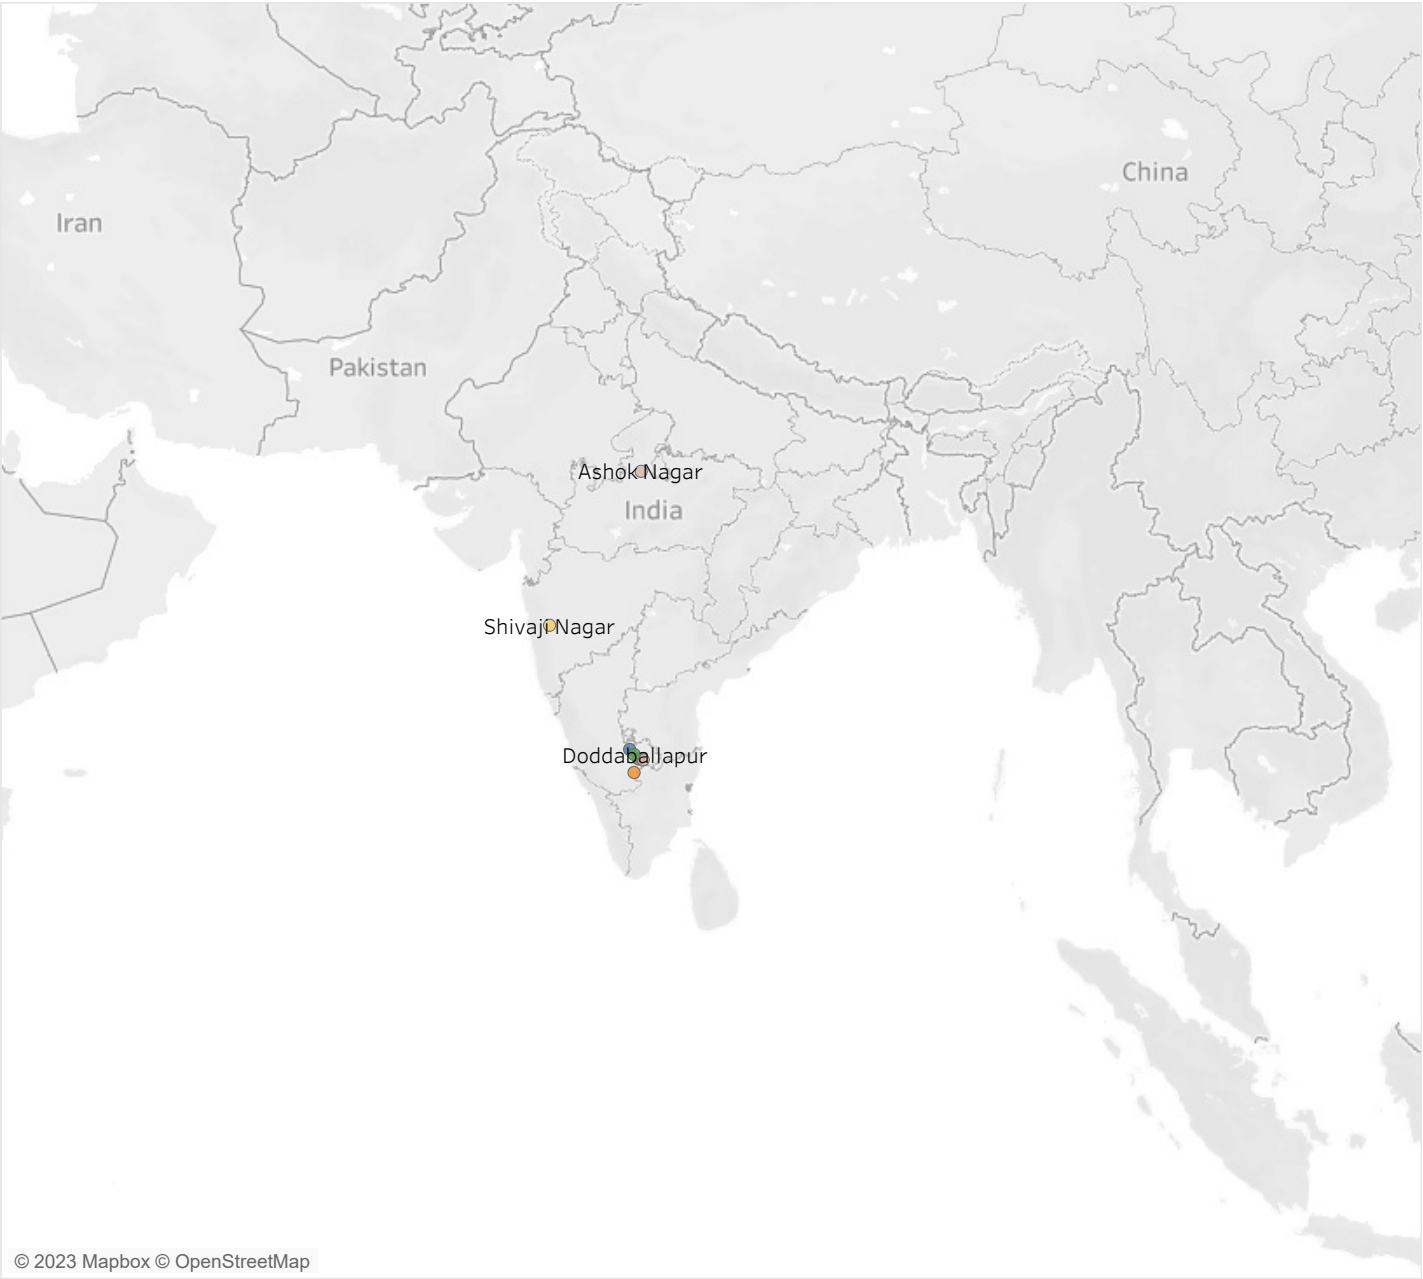 China
Iran
Pakistan
Ashok Nagar
India
Shivaji Nagar
Doddaballapur
© 2023 Mapbox © OpenStreetMap